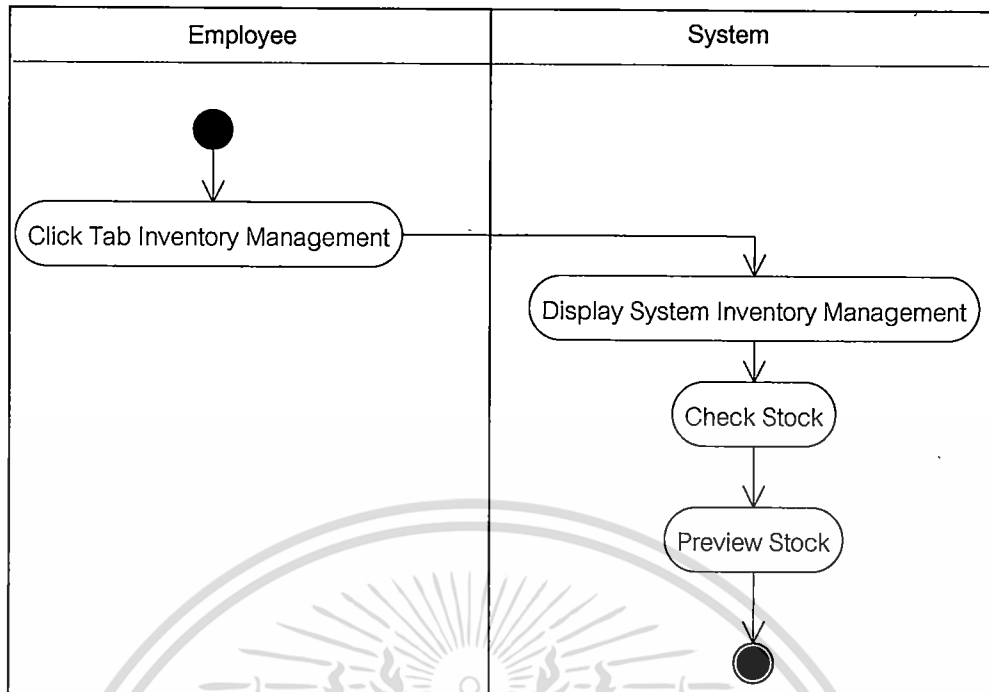 Employee
System
Click Tab Inventory Management
Display System Inventory Management
Check Stock
Preview Stock